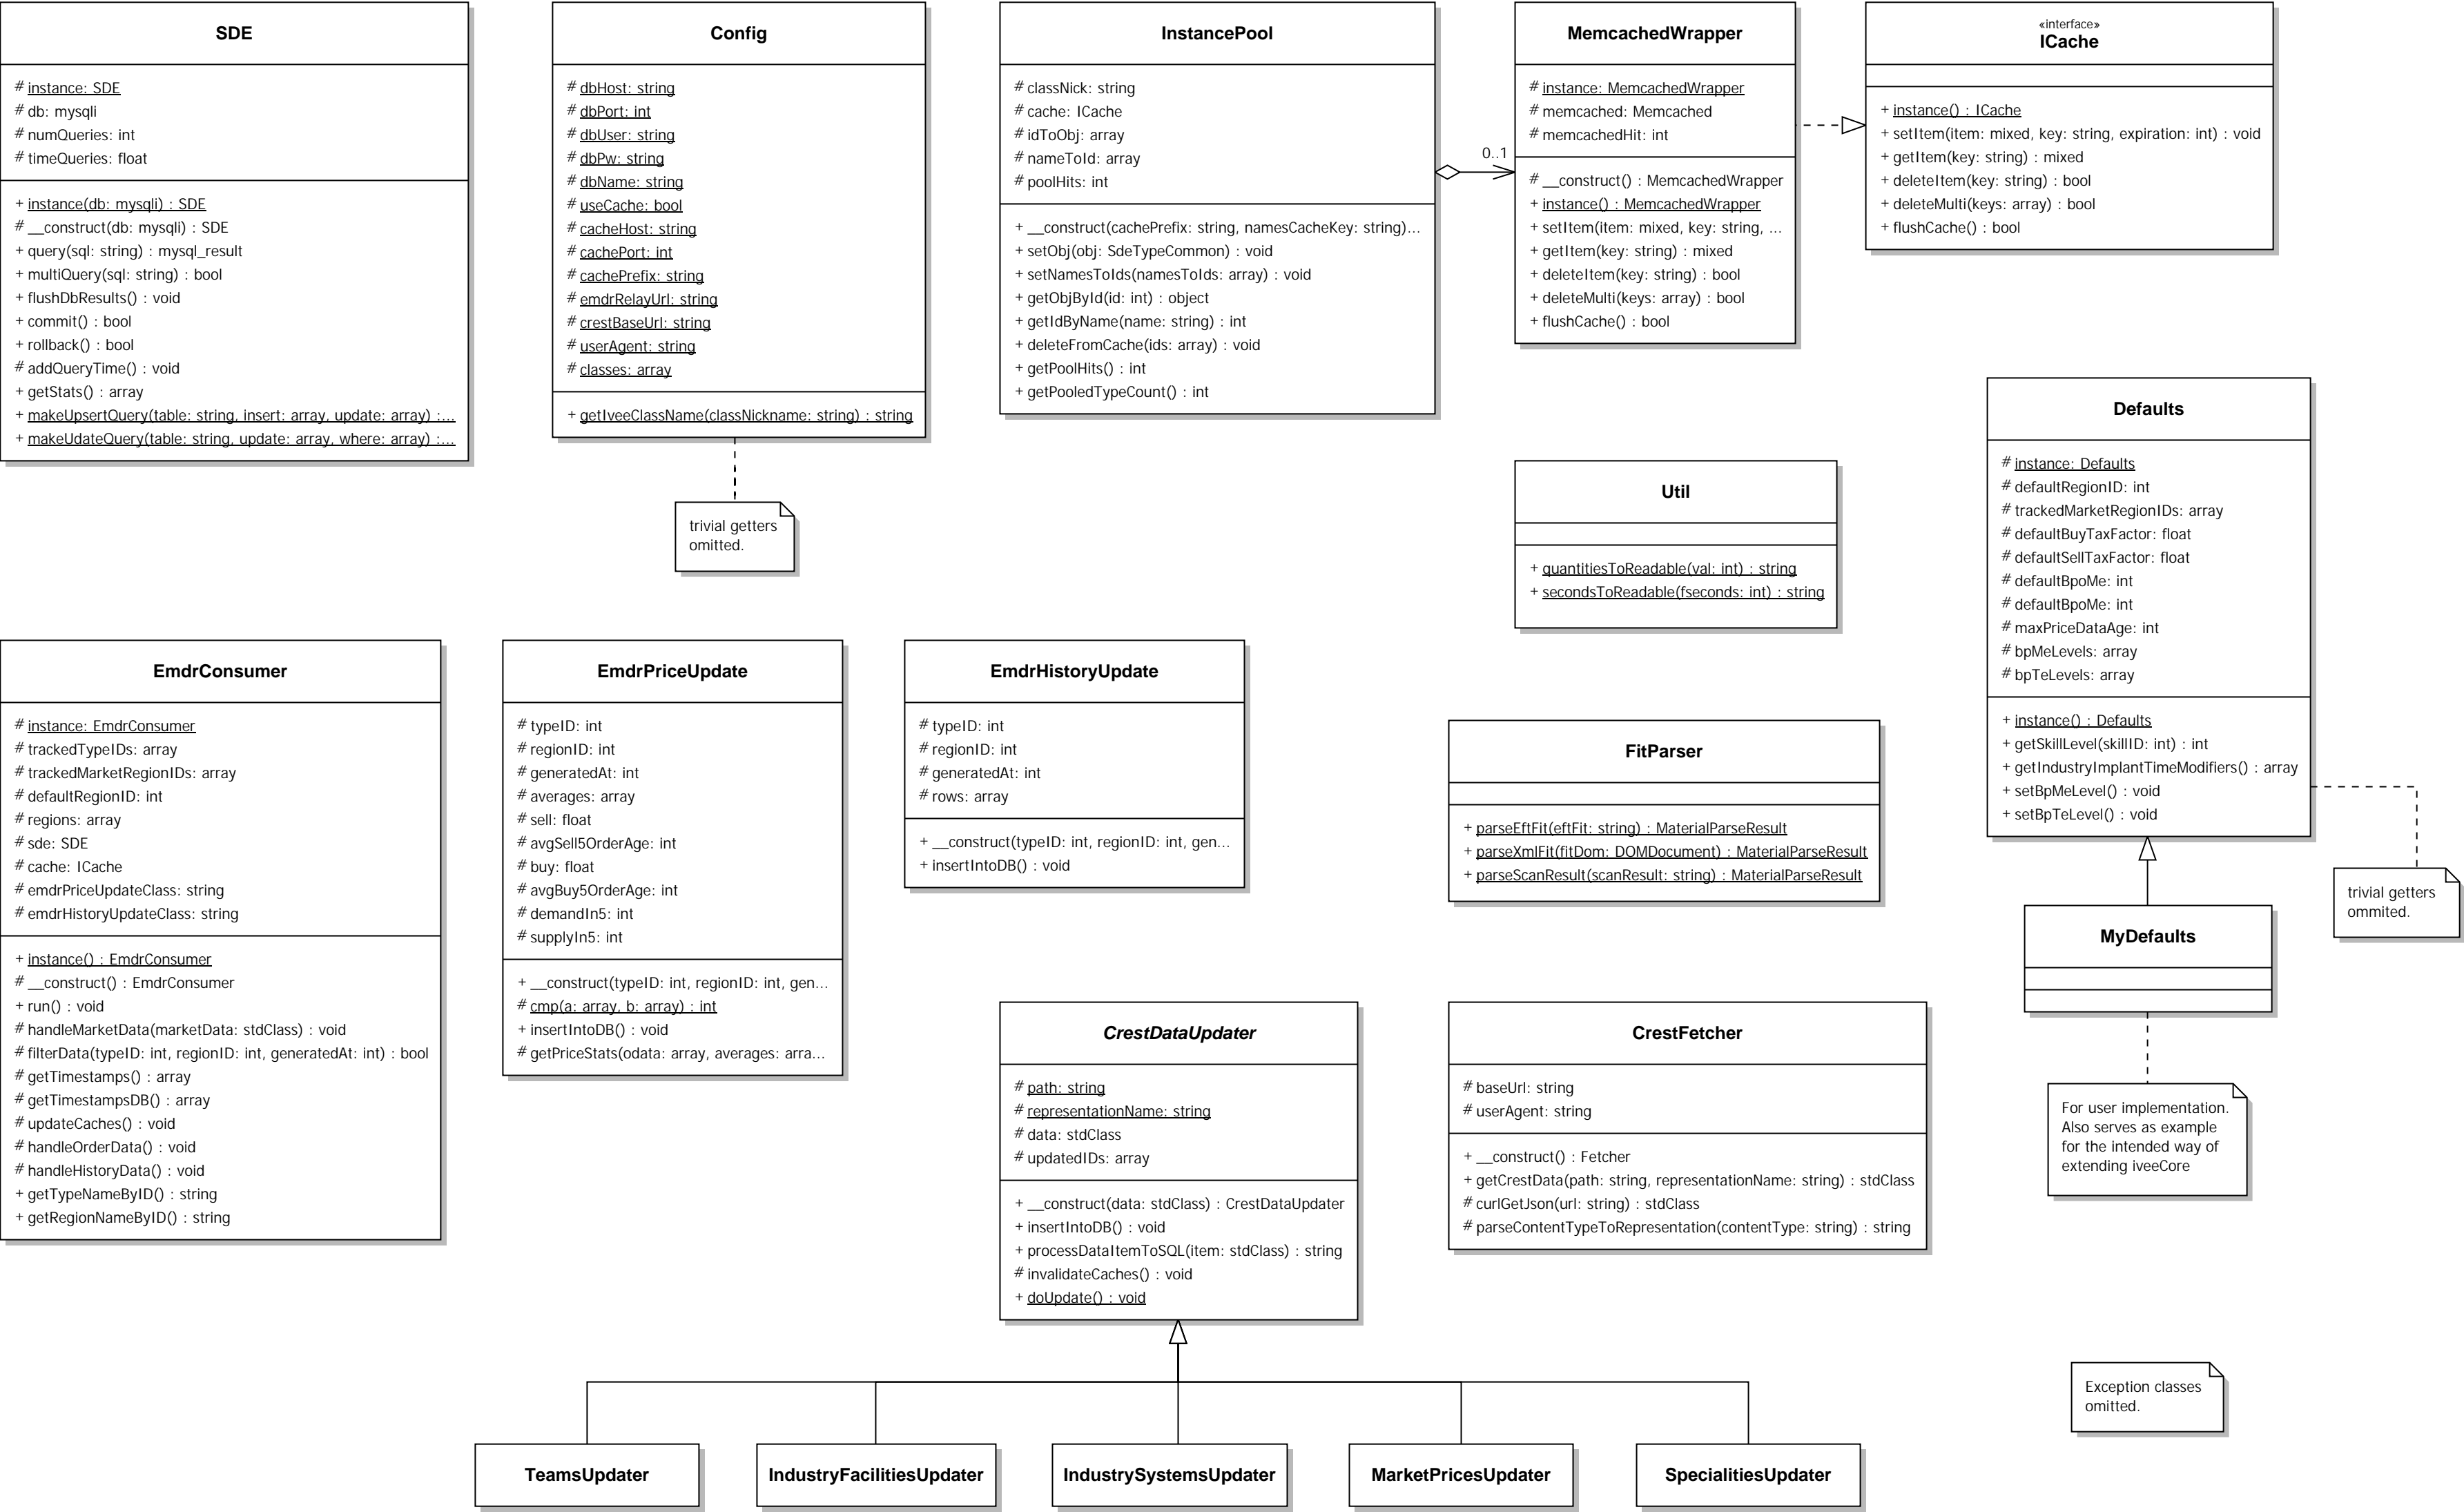 SDE
# instance: SDE
# db: mysqli
# numQueries: int
# timeQueries: float
+ instance(db: mysqli) : SDE
# __construct(db: mysqli) : SDE
+ query(sql: string) : mysql_result
+ multiQuery(sql: string) : bool
+ flushDbResults() : void
+ commit() : bool
+ rollback() : bool
# addQueryTime() : void
+ getStats() : array
+ makeUpsertQuery(table: string, insert: array, update: array) :...
+ makeUdateQuery(table: string, update: array, where: array) :...
Config
# dbHost: string
# dbPort: int
# dbUser: string
# dbPw: string
# dbName: string
# useCache: bool
# cacheHost: string
# cachePort: int
# cachePrefix: string
# emdrRelayUrl: string
# crestBaseUrl: string
# userAgent: string
# classes: array
+ getIveeClassName(classNickname: string) : string
trivial getters
omitted.
InstancePool
# classNick: string
# cache: ICache
# idToObj: array
# nameToId: array
# poolHits: int
+ __construct(cachePrefix: string, namesCacheKey: string)...
+ setObj(obj: SdeTypeCommon) : void
+ setNamesToIds(namesToIds: array) : void
+ getObjById(id: int) : object
+ getIdByName(name: string) : int
+ deleteFromCache(ids: array) : void
+ getPoolHits() : int
+ getPooledTypeCount() : int
0..1
MemcachedWrapper
# instance: MemcachedWrapper
# memcached: Memcached
# memcachedHit: int
# __construct() : MemcachedWrapper
+ instance() : MemcachedWrapper
+ setItem(item: mixed, key: string, ...
+ getItem(key: string) : mixed
+ deleteItem(key: string) : bool
+ deleteMulti(keys: array) : bool
+ flushCache() : bool
«interface»
ICache
+ instance() : ICache
+ setItem(item: mixed, key: string, expiration: int) : void
+ getItem(key: string) : mixed
+ deleteItem(key: string) : bool
+ deleteMulti(keys: array) : bool
+ flushCache() : bool
Util
+ quantitiesToReadable(val: int) : string
+ secondsToReadable(fseconds: int) : string
Defaults
# instance: Defaults
# defaultRegionID: int
# trackedMarketRegionIDs: array
# defaultBuyTaxFactor: float
# defaultSellTaxFactor: float
# defaultBpoMe: int
# defaultBpoMe: int
# maxPriceDataAge: int
# bpMeLevels: array
# bpTeLevels: array
+ instance() : Defaults
+ getSkillLevel(skillID: int) : int
+ getIndustryImplantTimeModifiers() : array
+ setBpMeLevel() : void
+ setBpTeLevel() : void
trivial getters
ommited.
MyDefaults
For user implementation.
Also serves as example
for the intended way of
extending iveeCore
EmdrConsumer
# instance: EmdrConsumer
# trackedTypeIDs: array
# trackedMarketRegionIDs: array
# defaultRegionID: int
# regions: array
# sde: SDE
# cache: ICache
# emdrPriceUpdateClass: string
# emdrHistoryUpdateClass: string
+ instance() : EmdrConsumer
# __construct() : EmdrConsumer
+ run() : void
# handleMarketData(marketData: stdClass) : void
# filterData(typeID: int, regionID: int, generatedAt: int) : bool
# getTimestamps() : array
# getTimestampsDB() : array
# updateCaches() : void
# handleOrderData() : void
# handleHistoryData() : void
+ getTypeNameByID() : string
+ getRegionNameByID() : string
EmdrPriceUpdate
# typeID: int
# regionID: int
# generatedAt: int
# averages: array
# sell: float
# avgSell5OrderAge: int
# buy: float
# avgBuy5OrderAge: int
# demandIn5: int
# supplyIn5: int
+ __construct(typeID: int, regionID: int, gen...
# cmp(a: array, b: array) : int
+ insertIntoDB() : void
# getPriceStats(odata: array, averages: arra...
EmdrHistoryUpdate
# typeID: int
# regionID: int
# generatedAt: int
# rows: array
+ __construct(typeID: int, regionID: int, gen...
+ insertIntoDB() : void
FitParser
+ parseEftFit(eftFit: string) : MaterialParseResult
+ parseXmlFit(fitDom: DOMDocument) : MaterialParseResult
+ parseScanResult(scanResult: string) : MaterialParseResult
CrestDataUpdater
# path: string
# representationName: string
# data: stdClass
# updatedIDs: array
+ __construct(data: stdClass) : CrestDataUpdater
+ insertIntoDB() : void
+ processDataItemToSQL(item: stdClass) : string
# invalidateCaches() : void
+ doUpdate() : void
CrestFetcher
# baseUrl: string
# userAgent: string
+ __construct() : Fetcher
+ getCrestData(path: string, representationName: string) : stdClass
# curlGetJson(url: string) : stdClass
# parseContentTypeToRepresentation(contentType: string) : string
Exception classes
omitted.
TeamsUpdater
IndustryFacilitiesUpdater
IndustrySystemsUpdater
MarketPricesUpdater
SpecialitiesUpdater